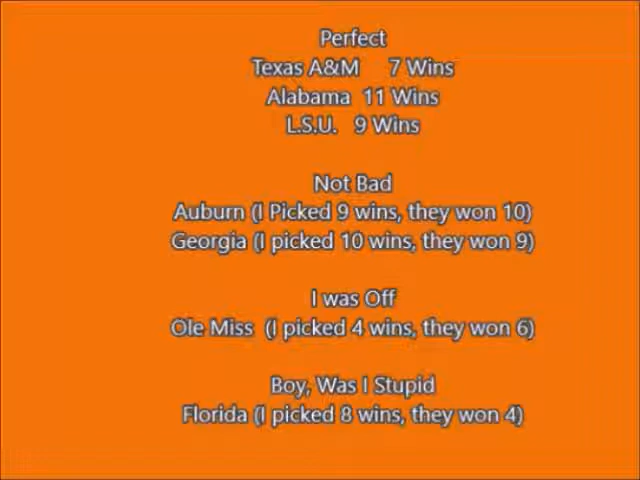 Perfect
Texas A&M 7 Wins
Alabama 11 Wins
L.S.U. 9 Wins
Not Bad
Auburn (I Picked 9 wins, they won 10)
Georgia (I picked 10 wins, they won 9)
I was Off
Ole Miss (I picked 4 wins, they won 6)
Boy, Was I Stupid
Florida (I picked 8 wins, they won 4)